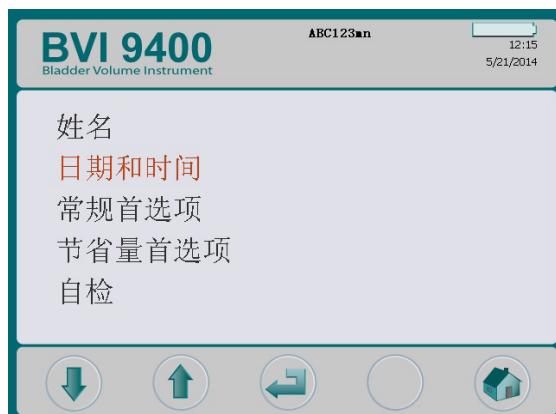 BVI 9400
Bladder Volume Instrument
ABC123mn
12:15
5/21/2014
姓名
日期和时间
常规首选项
节省量首选项
自检